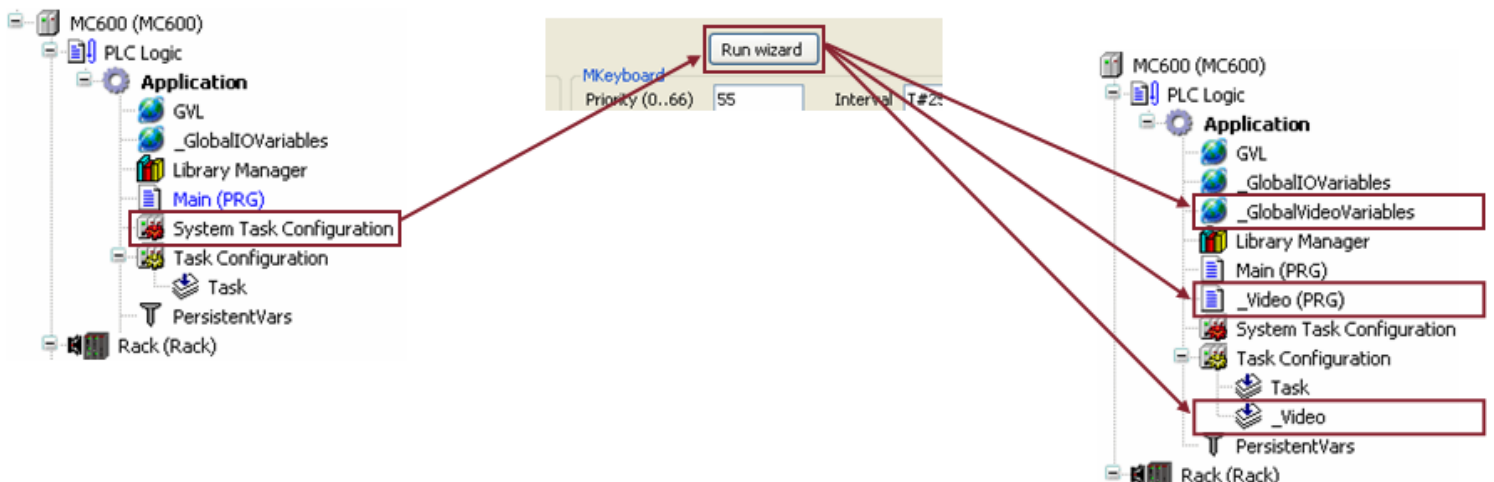 MC600 (MC600)
PLC Logic
Application
GVL
_GlobalIOVariables
Library Manager
Main (PRG)
System Task Configuration
Task Configuration
Task
PersistentVars
Rack (Rack)
Run wizard
MKeyboard
Priority (0..66) 55 Interval
MC600 (MC600)
PLC Logic
Application
GVL
_GlobalIOVariables
_GlobalVideoVariables
Library Manager
Main (PRG)
_Video (PRG)
System Task Configuration
Task Configuration
Task
_Video
PersistentVars
Rack (Rack)